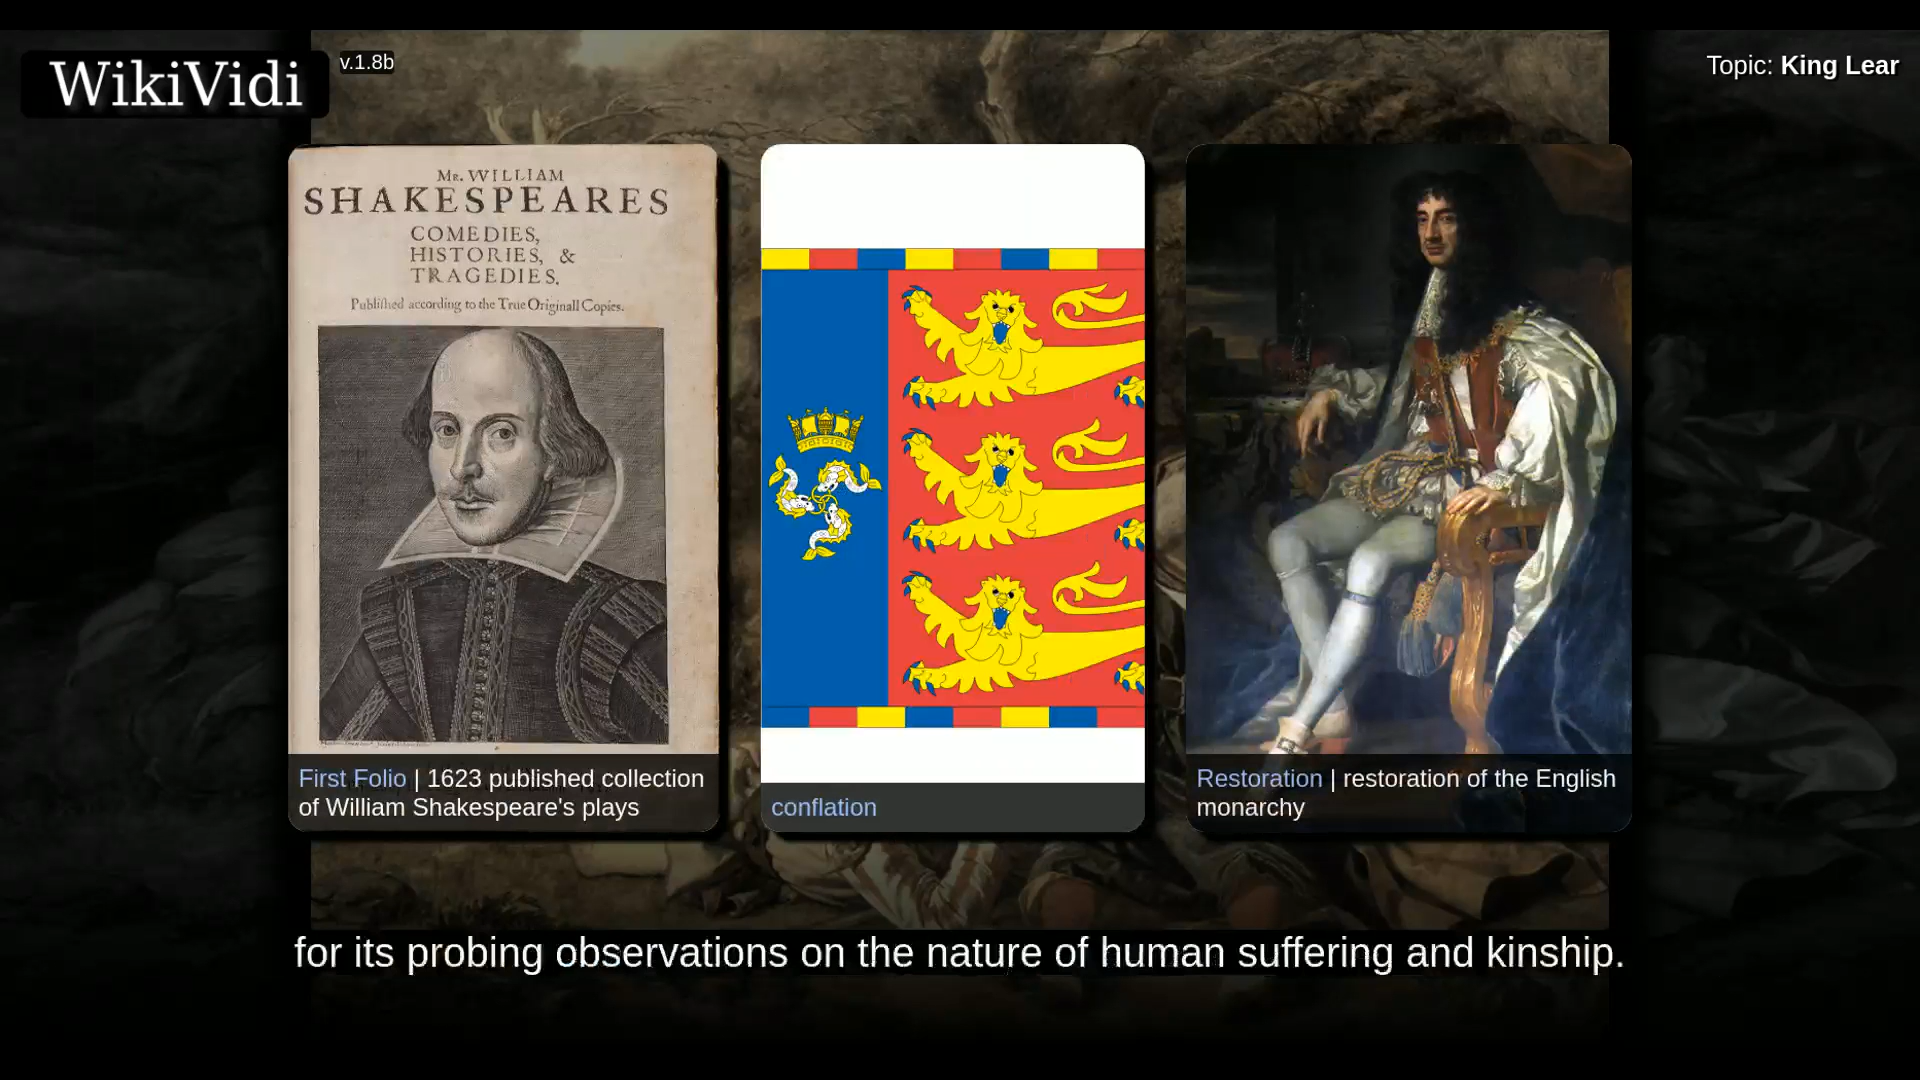 WikiVidi
v.1.8b
Topic: King Lear
Mr. WILLIAM
SHAKESPEARES
COMEDIES,
HISTORIES, &
TRAGEDIES.
Publiſhed according to the True Originall Copies.
First Folio | 1623 published collection
of William Shakespeare's plays
conflation
Restoration | restoration of the English
monarchy
for its probing observations on the nature of human suffering and kinship.